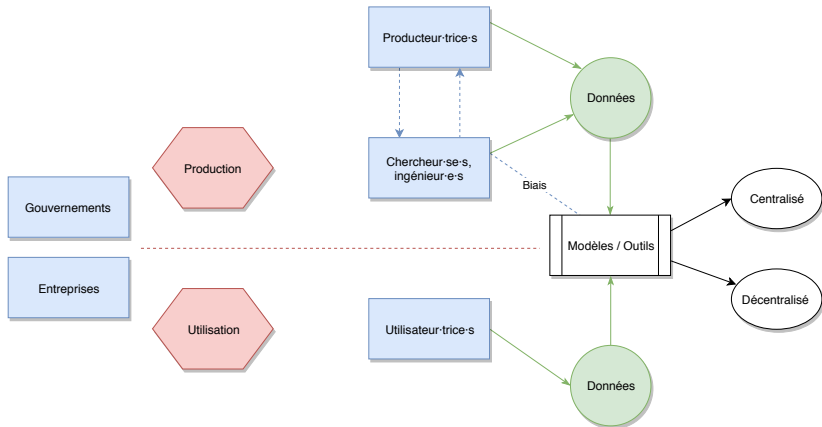 Producteur·trice·s
Données
Production
Chercheur·se·s,
ingénieur·e·s
Biais
Gouvernements
Centralisé
Modèles / Outils
Entreprises
Décentralisé
Utilisation
Utilisateur·trice·s
Données